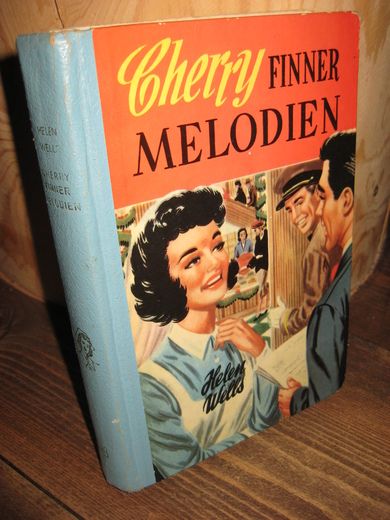 Cherry FINNER
MELODIEN
Helen
Wells
HELEN
WELLS
CHERRY
FINNER
MELODIEN